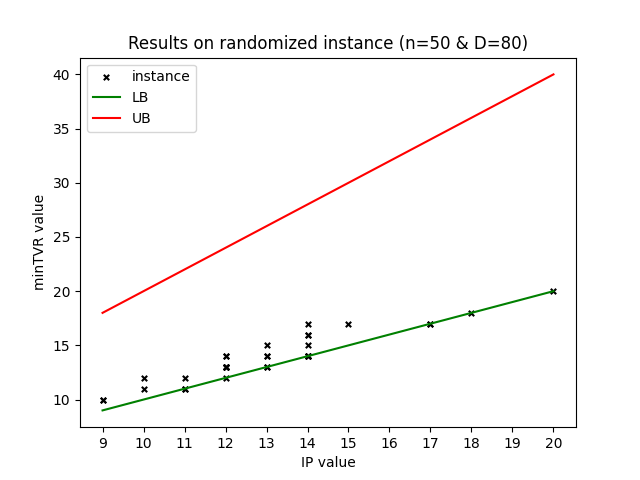 Results on randomized instance (n=50 & D=80)
instance
LB
UB
40
35
30
25
20
15
10
minTVR value
9 10 11 12 13 14 15 16 17 18 19 20
IP value